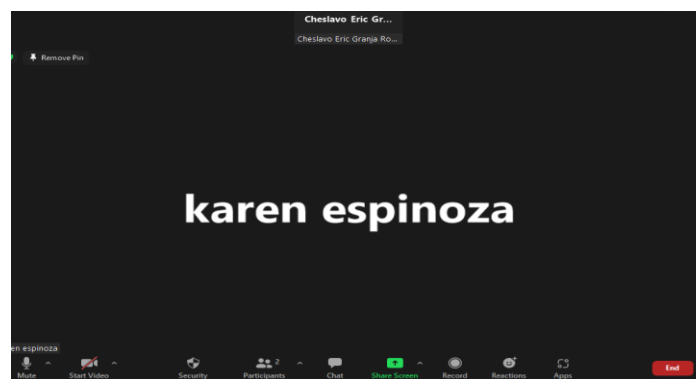 Cheslavo Eric Gr...
Cheslavo Eric Granja Ro...
Remove Pin
karen espinoza
en espinoza
2
Mute Start Video Security Participants Chat Share Screen Record Reactions Apps End